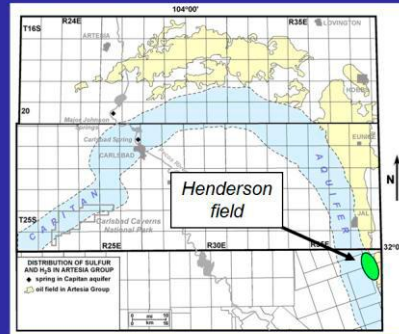 104°00'
R24E
R35E
T16S
ARTESIA
LOVINGTON
HOBBS
20
Major Johnson
Springs
Carlsbad Spring
CARLSBAD
EUNICE
AQUIFER
N
Henderson
field
CAPITAN
JAL
T25S
Carlsbad Caverns
National Park
R25E
R30E
R35E
32°0
DISTRIBUTION OF SULFUR
AND H₂S IN ARTESIA GROUP
spring in Capitan aquifer
oil field in Artesia Group